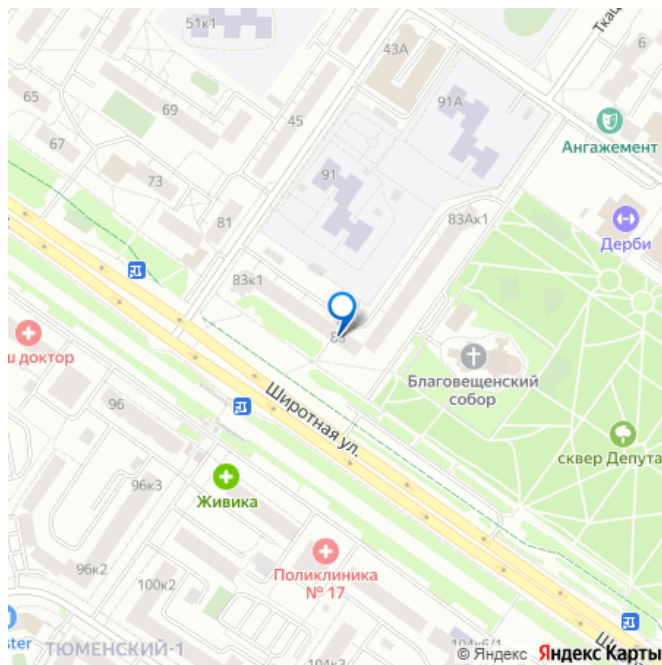 51к1
43А
6
65
69
45
91А
Ангажемент
67
73
91
81
83Ак1
Дерби
83к1
ш доктор
Благовещенский
собор
96
Широтная ул.
сквер Депута
96к3
Живика
Поликлиника
№ 17
96к2
100к2
ster
ТЮМЕНСКИЙ-1
104к6/1
104к3
© Яндекс Яндекс Карты